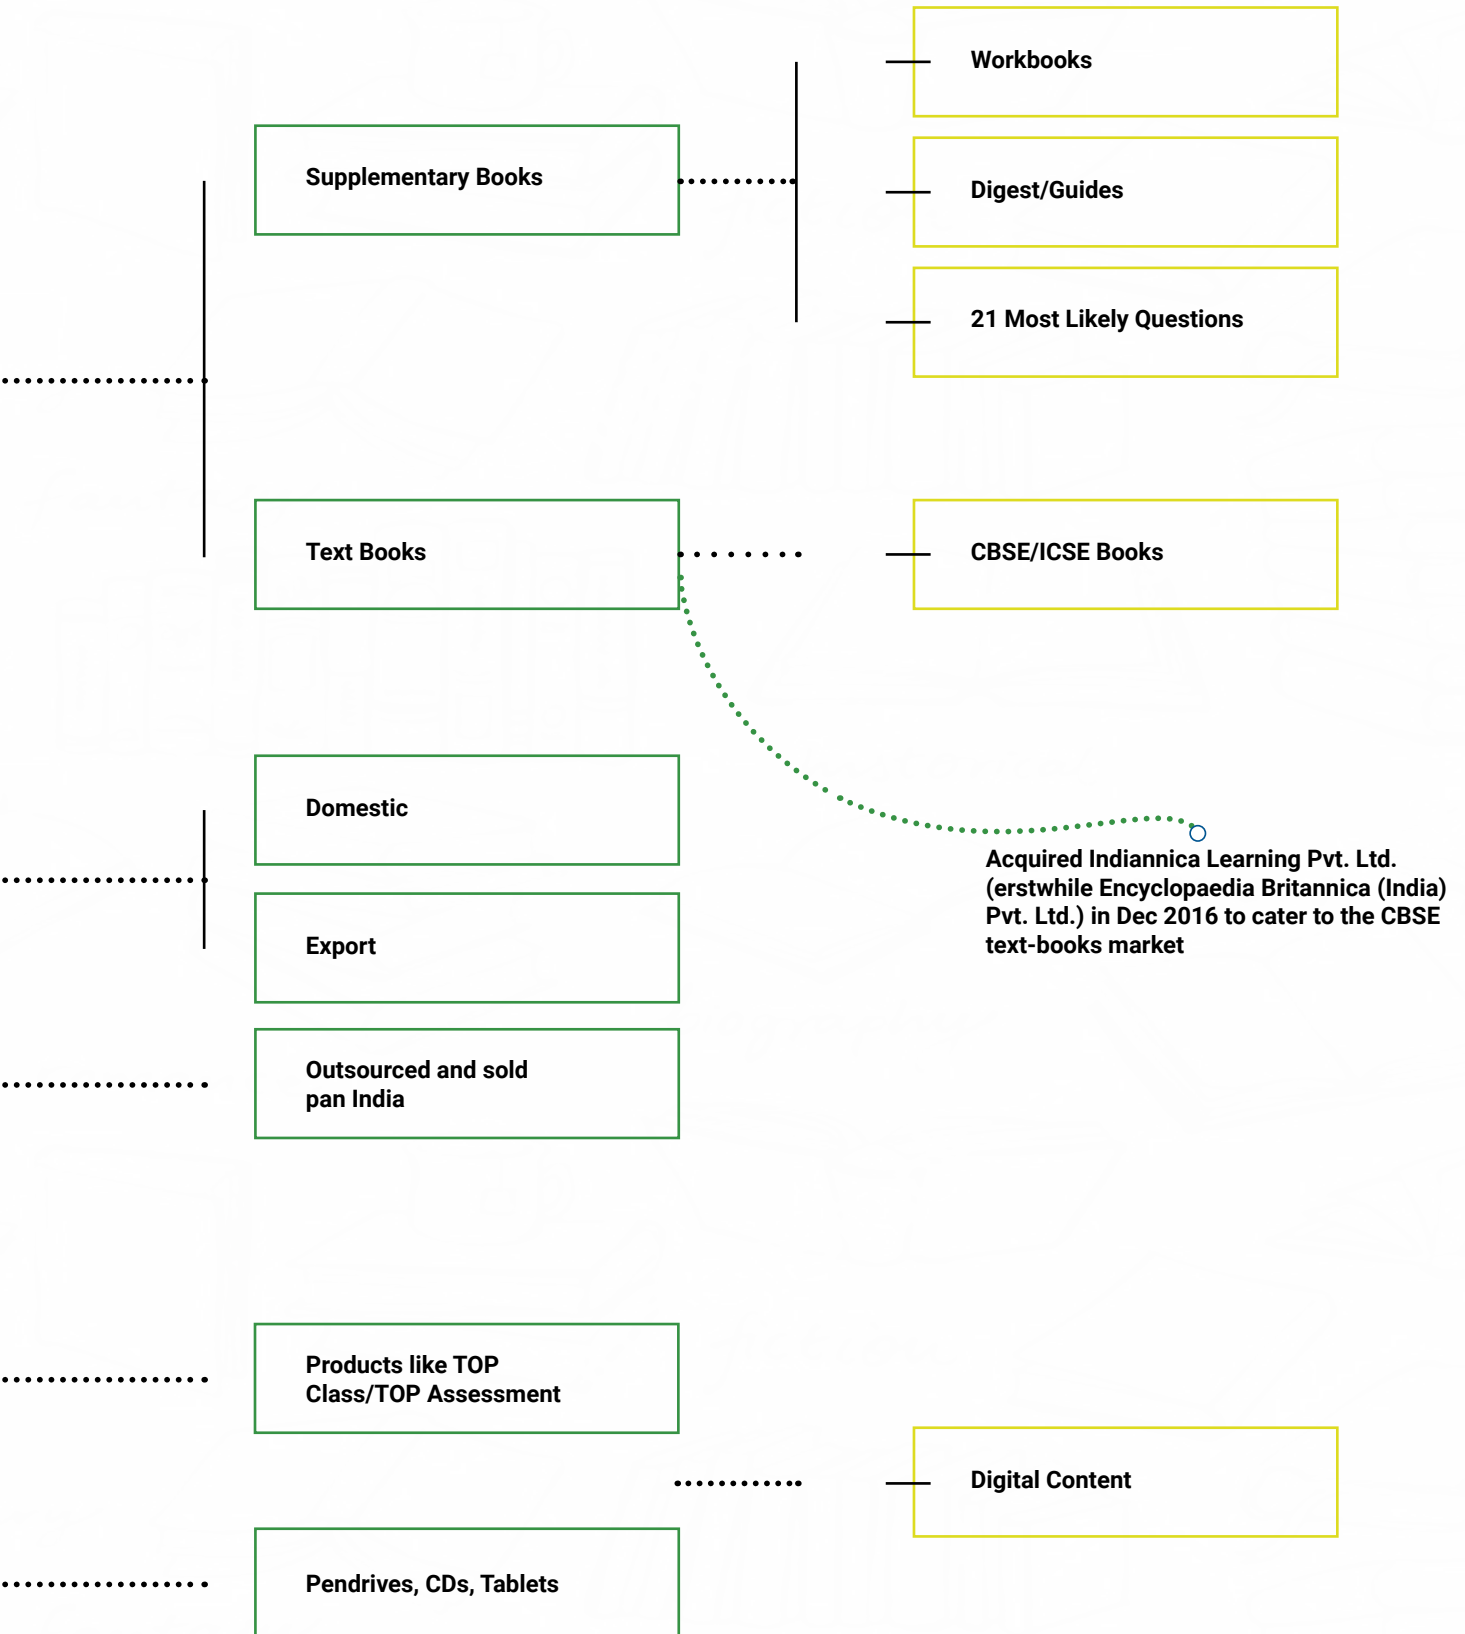 Workbooks
Supplementary Books
Digest/Guides
21 Most Likely Questions
Text Books
CBSE/ICSE Books
Domestic
Acquired Indiannica Learning Pvt. Ltd.
(erstwhile Encyclopaedia Britannica (India)
Pvt. Ltd.) in Dec 2016 to cater to the CBSE
text-books market
Export
Outsourced and sold
pan India
Products like TOP
Class/TOP Assessment
Digital Content
Pendrives, CDs, Tablets